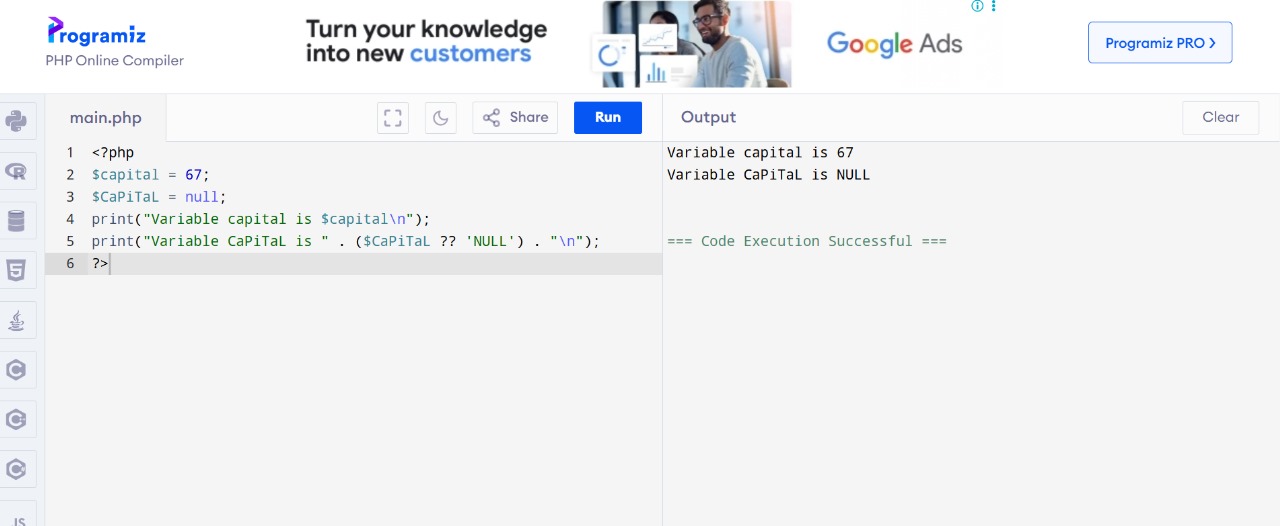 Programiz
PHP Online Compiler
Turn your knowledge
into new customers
Google Ads
Programiz PRO >
main.php
Share
Run
Output
Clear
1 <?php
2 $capital = 67;
3 $CaPiTaL = null;
4 print("Variable capital is $capital\n");
5 print("Variable CaPiTaL is " . ($CaPiTaL ?? 'NULL') . "\n");
6 ?>
Variable capital is 67
Variable CaPiTaL is NULL
=== Code Execution Successful ===
R
5
C
C
C
JS